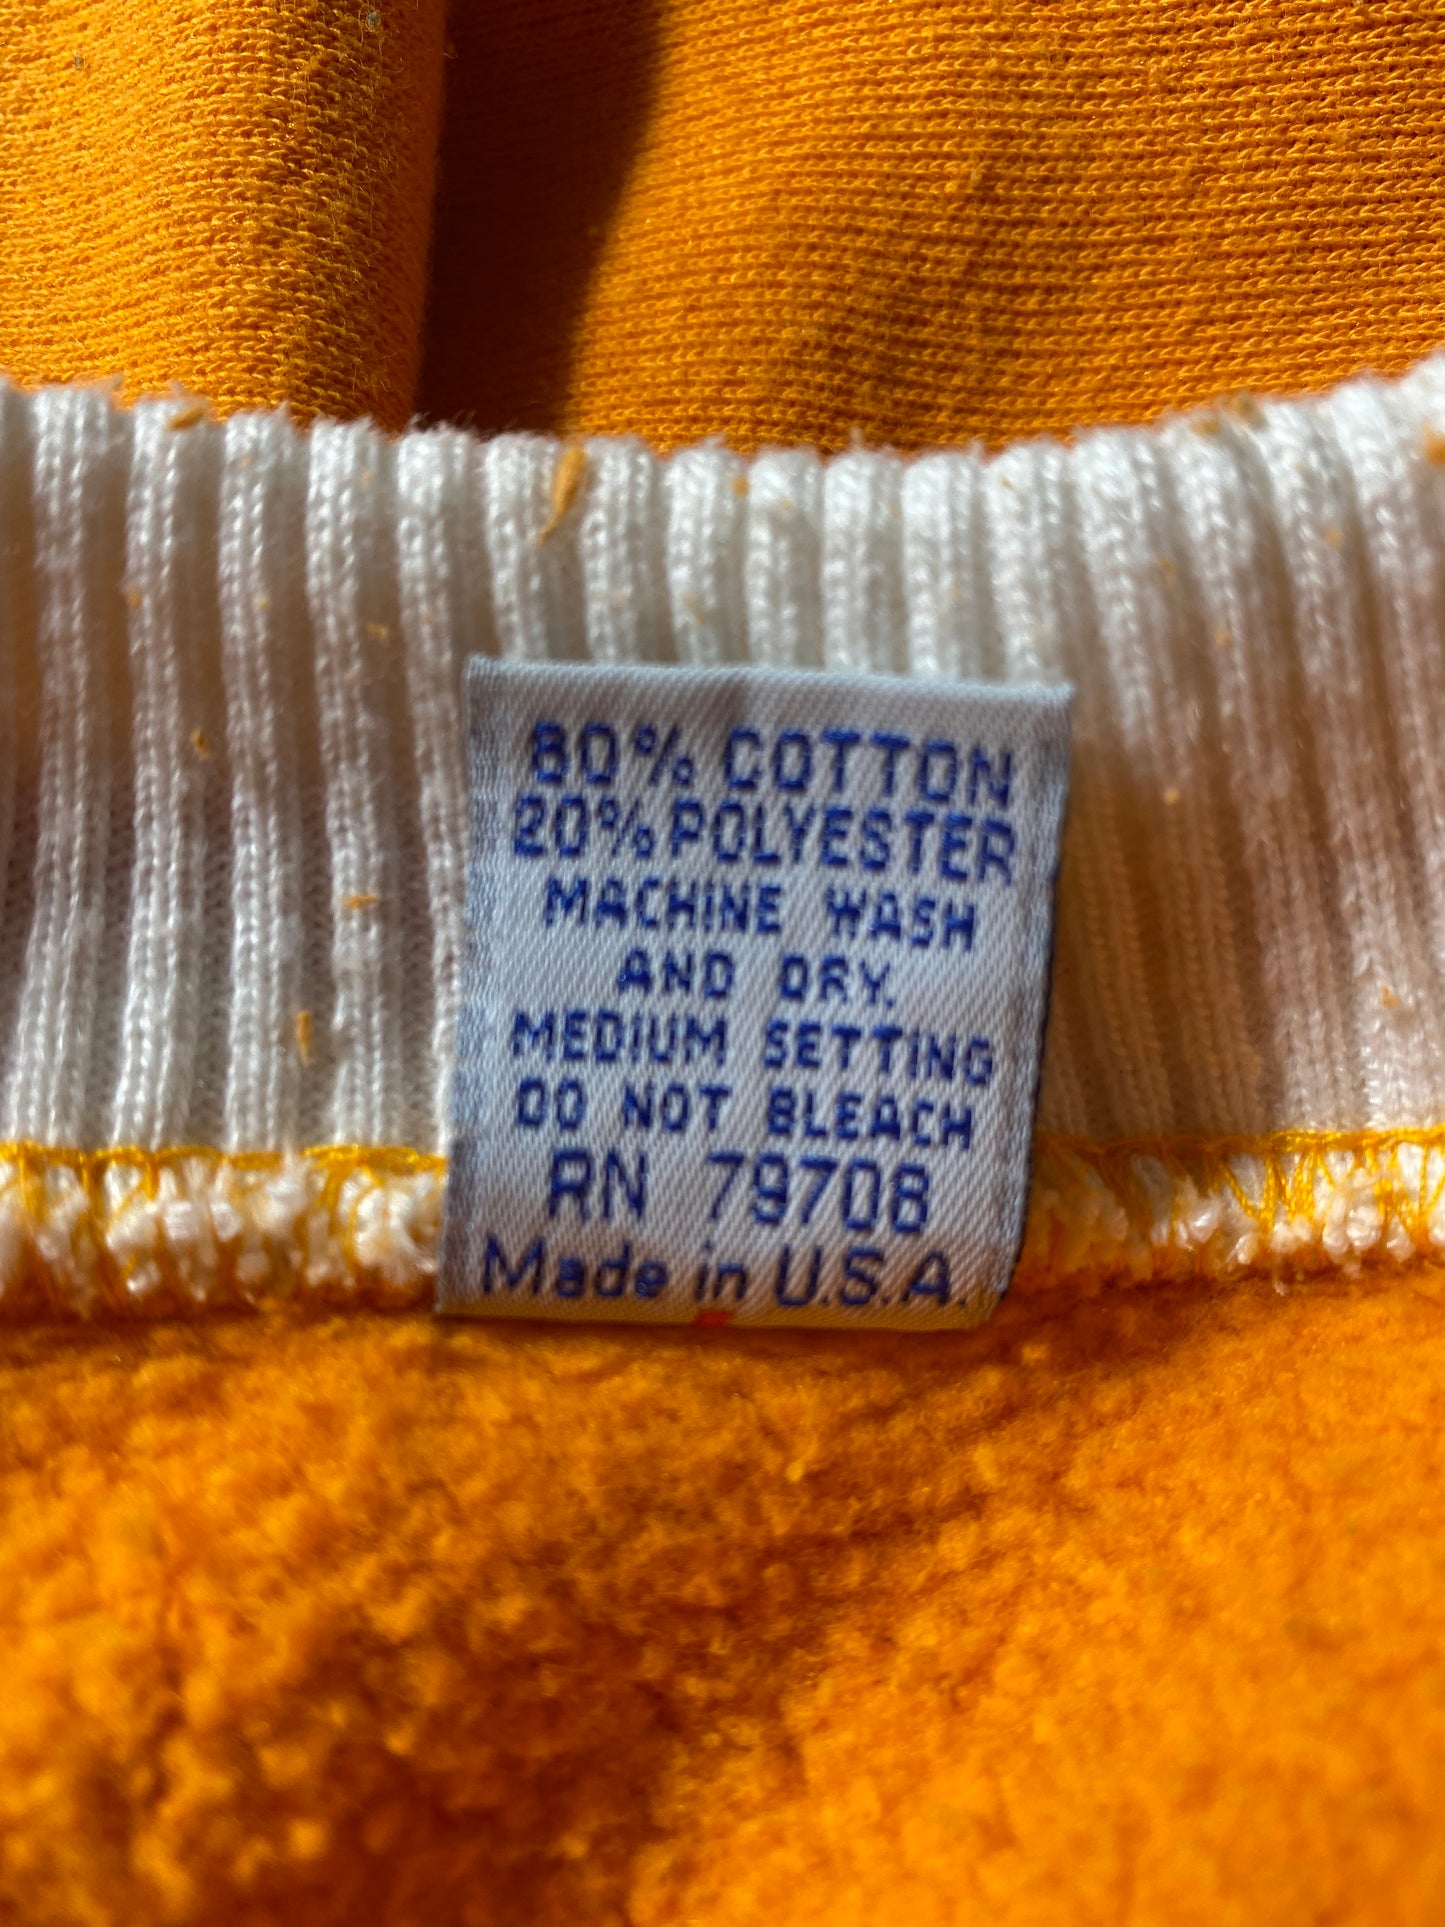 80% COTTON
20% POLYESTER
MACHINE WASH
AND DRY.
MEDIUM SETTING
DO NOT BLEACH
RN 79708
Made in U.S.A.